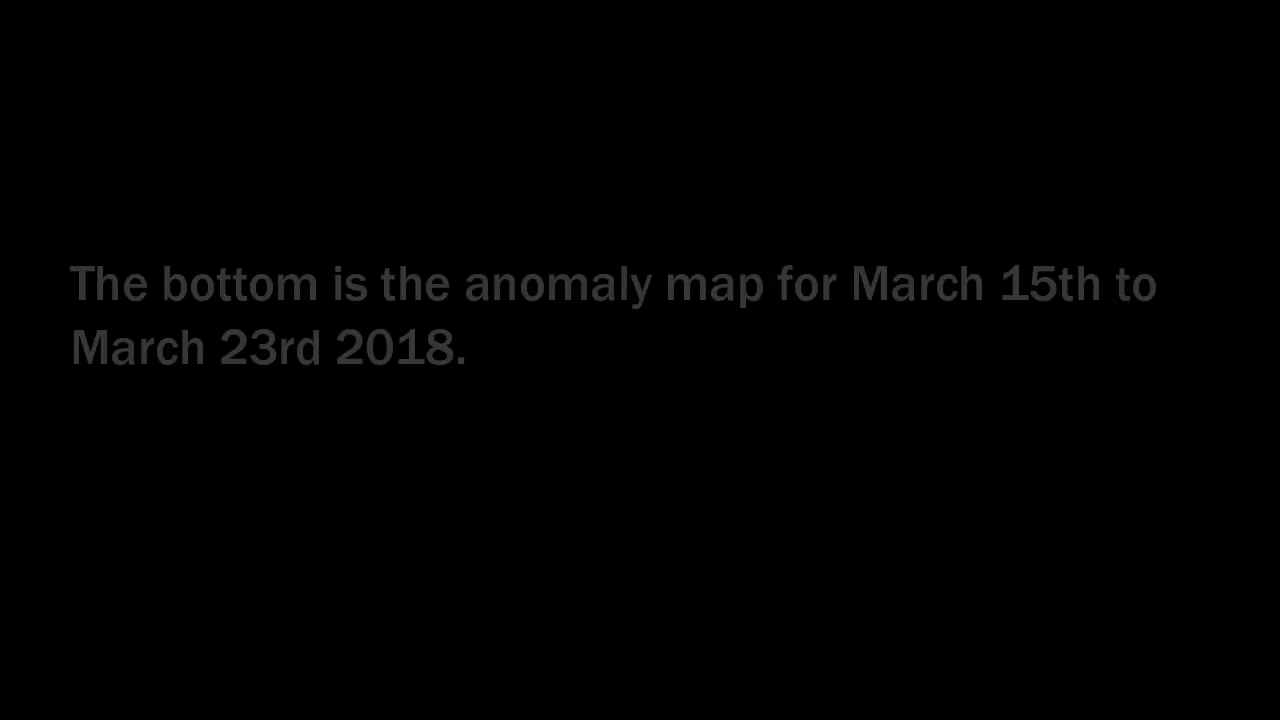 The bottom is the anomaly map for March 15th to
March 23rd 2018.